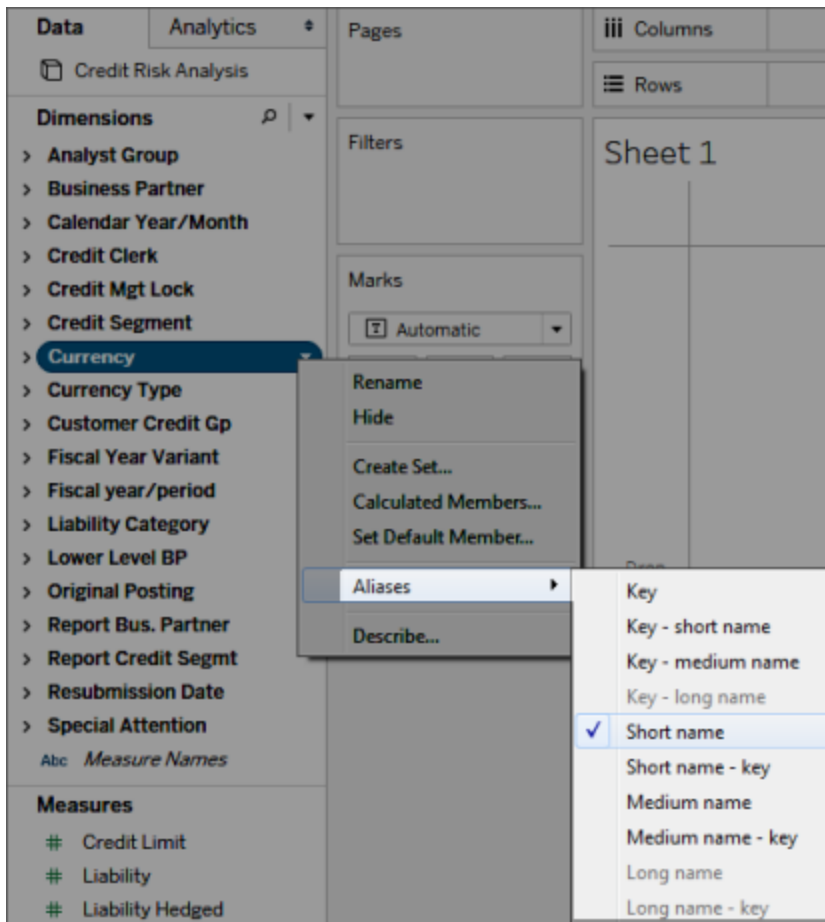 Data
Analytics
Credit Risk Analysis
Dimensions
Analyst Group
Business Partner
Calendar Year/Month
Credit Clerk
Credit Mgt Lock
Credit Segment
Currency
Currency Type
Customer Credit Gp
Fiscal Year Variant
Fiscal year/period
Liability Category
Lower Level BP
Original Posting
Report Bus. Partner
Report Credit Segmt
Resubmission Date
Special Attention
Abc Measure Names
Measures
# Credit Limit
# Liability
# Liability Hedged
Pages
Filters
Marks
Automatic
Columns
Rows
Sheet 1
Drop
Rename
Hide
Create Set...
Calculated Members...
Set Default Member...
Aliases
Describe...
Key
Key - short name
Key - medium name
Key - long name
Short name
Short name - key
Medium name
Medium name - key
Long name
Long name - key